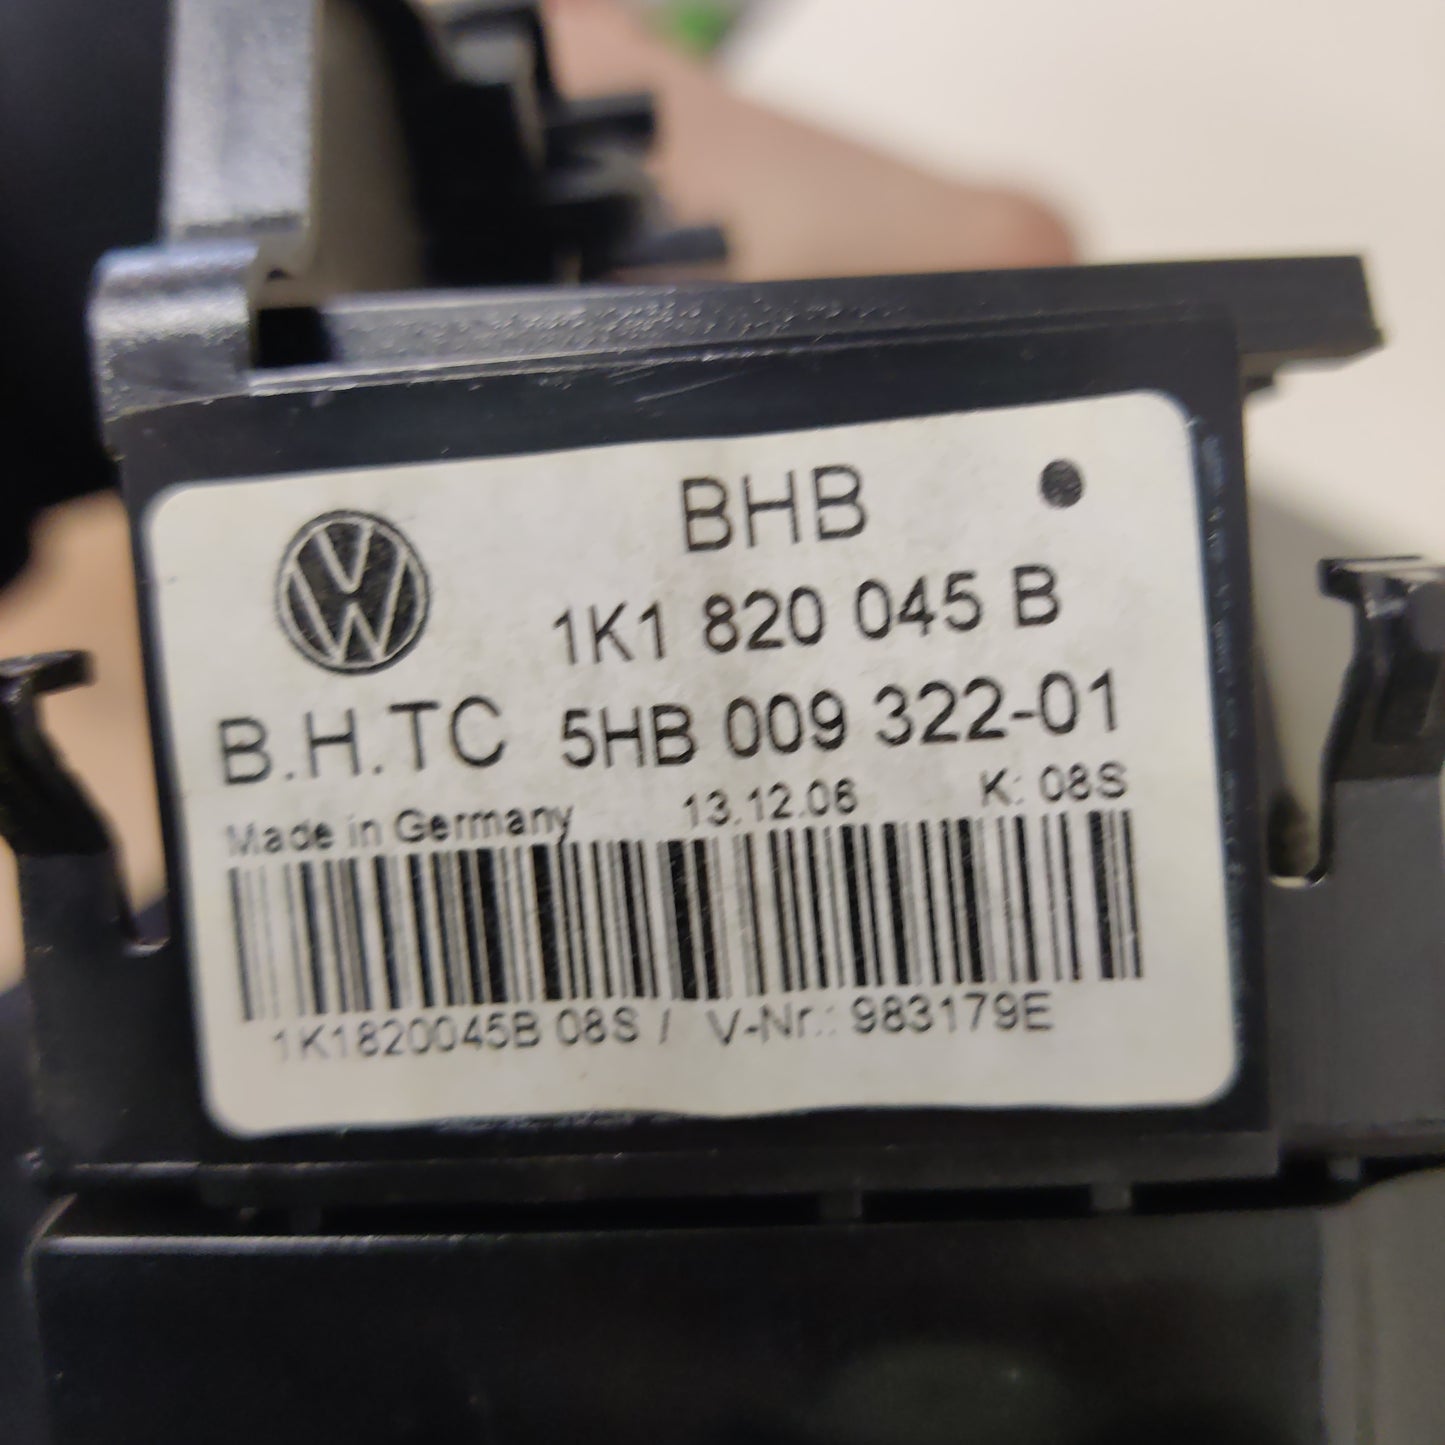 BHB
1K1 820 045 B
B.H.TC 5HB 009 322-01
Made in Germany 13.12.06 K: 08S
1K1820045B 08S / V-Nr.: 983179E